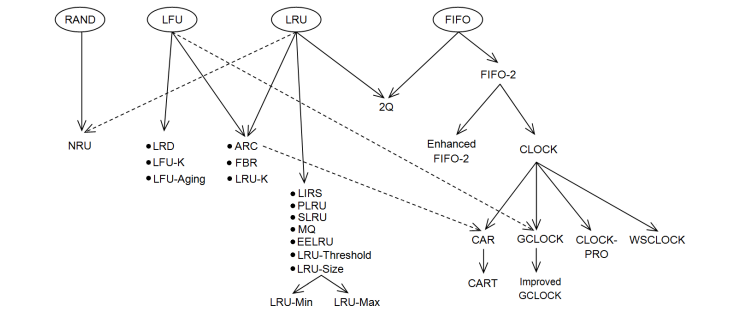 RAND
LFU
LRU
FIFO
FIFO-2
2Q
NRU
• LRD
• LFU-K
• LFU-Aging
• ARC
• FBR
• LRU-K
Enhanced
FIFO-2
CLOCK
• LIRS
• PLRU
• SLRU
• MQ
• EELRU
• LRU-Threshold
• LRU-Size
LRU-Min
LRU-Max
CAR
GCLOCK
CLOCK-
PRO
WSCLOCK
CART
Improved
GCLOCK